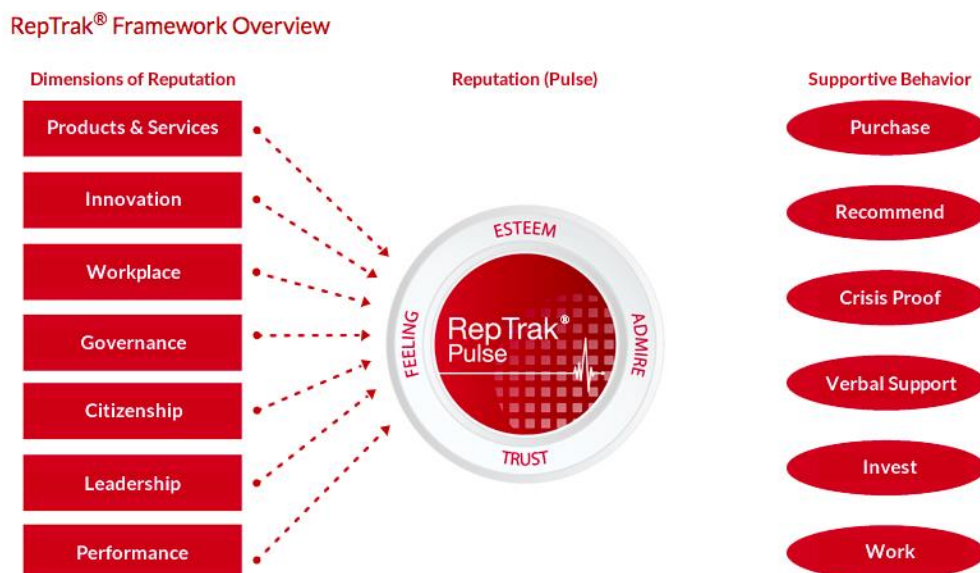 RepTrak® Framework Overview
Dimensions of Reputation
Products & Services
Innovation
Workplace
Governance
Citizenship
Leadership
Performance
Reputation (Pulse)
ESTEEM
FEELING
ADMIRE
RepTrak®
Pulse
TRUST
Supportive Behavior
Purchase
Recommend
Crisis Proof
Verbal Support
Invest
Work